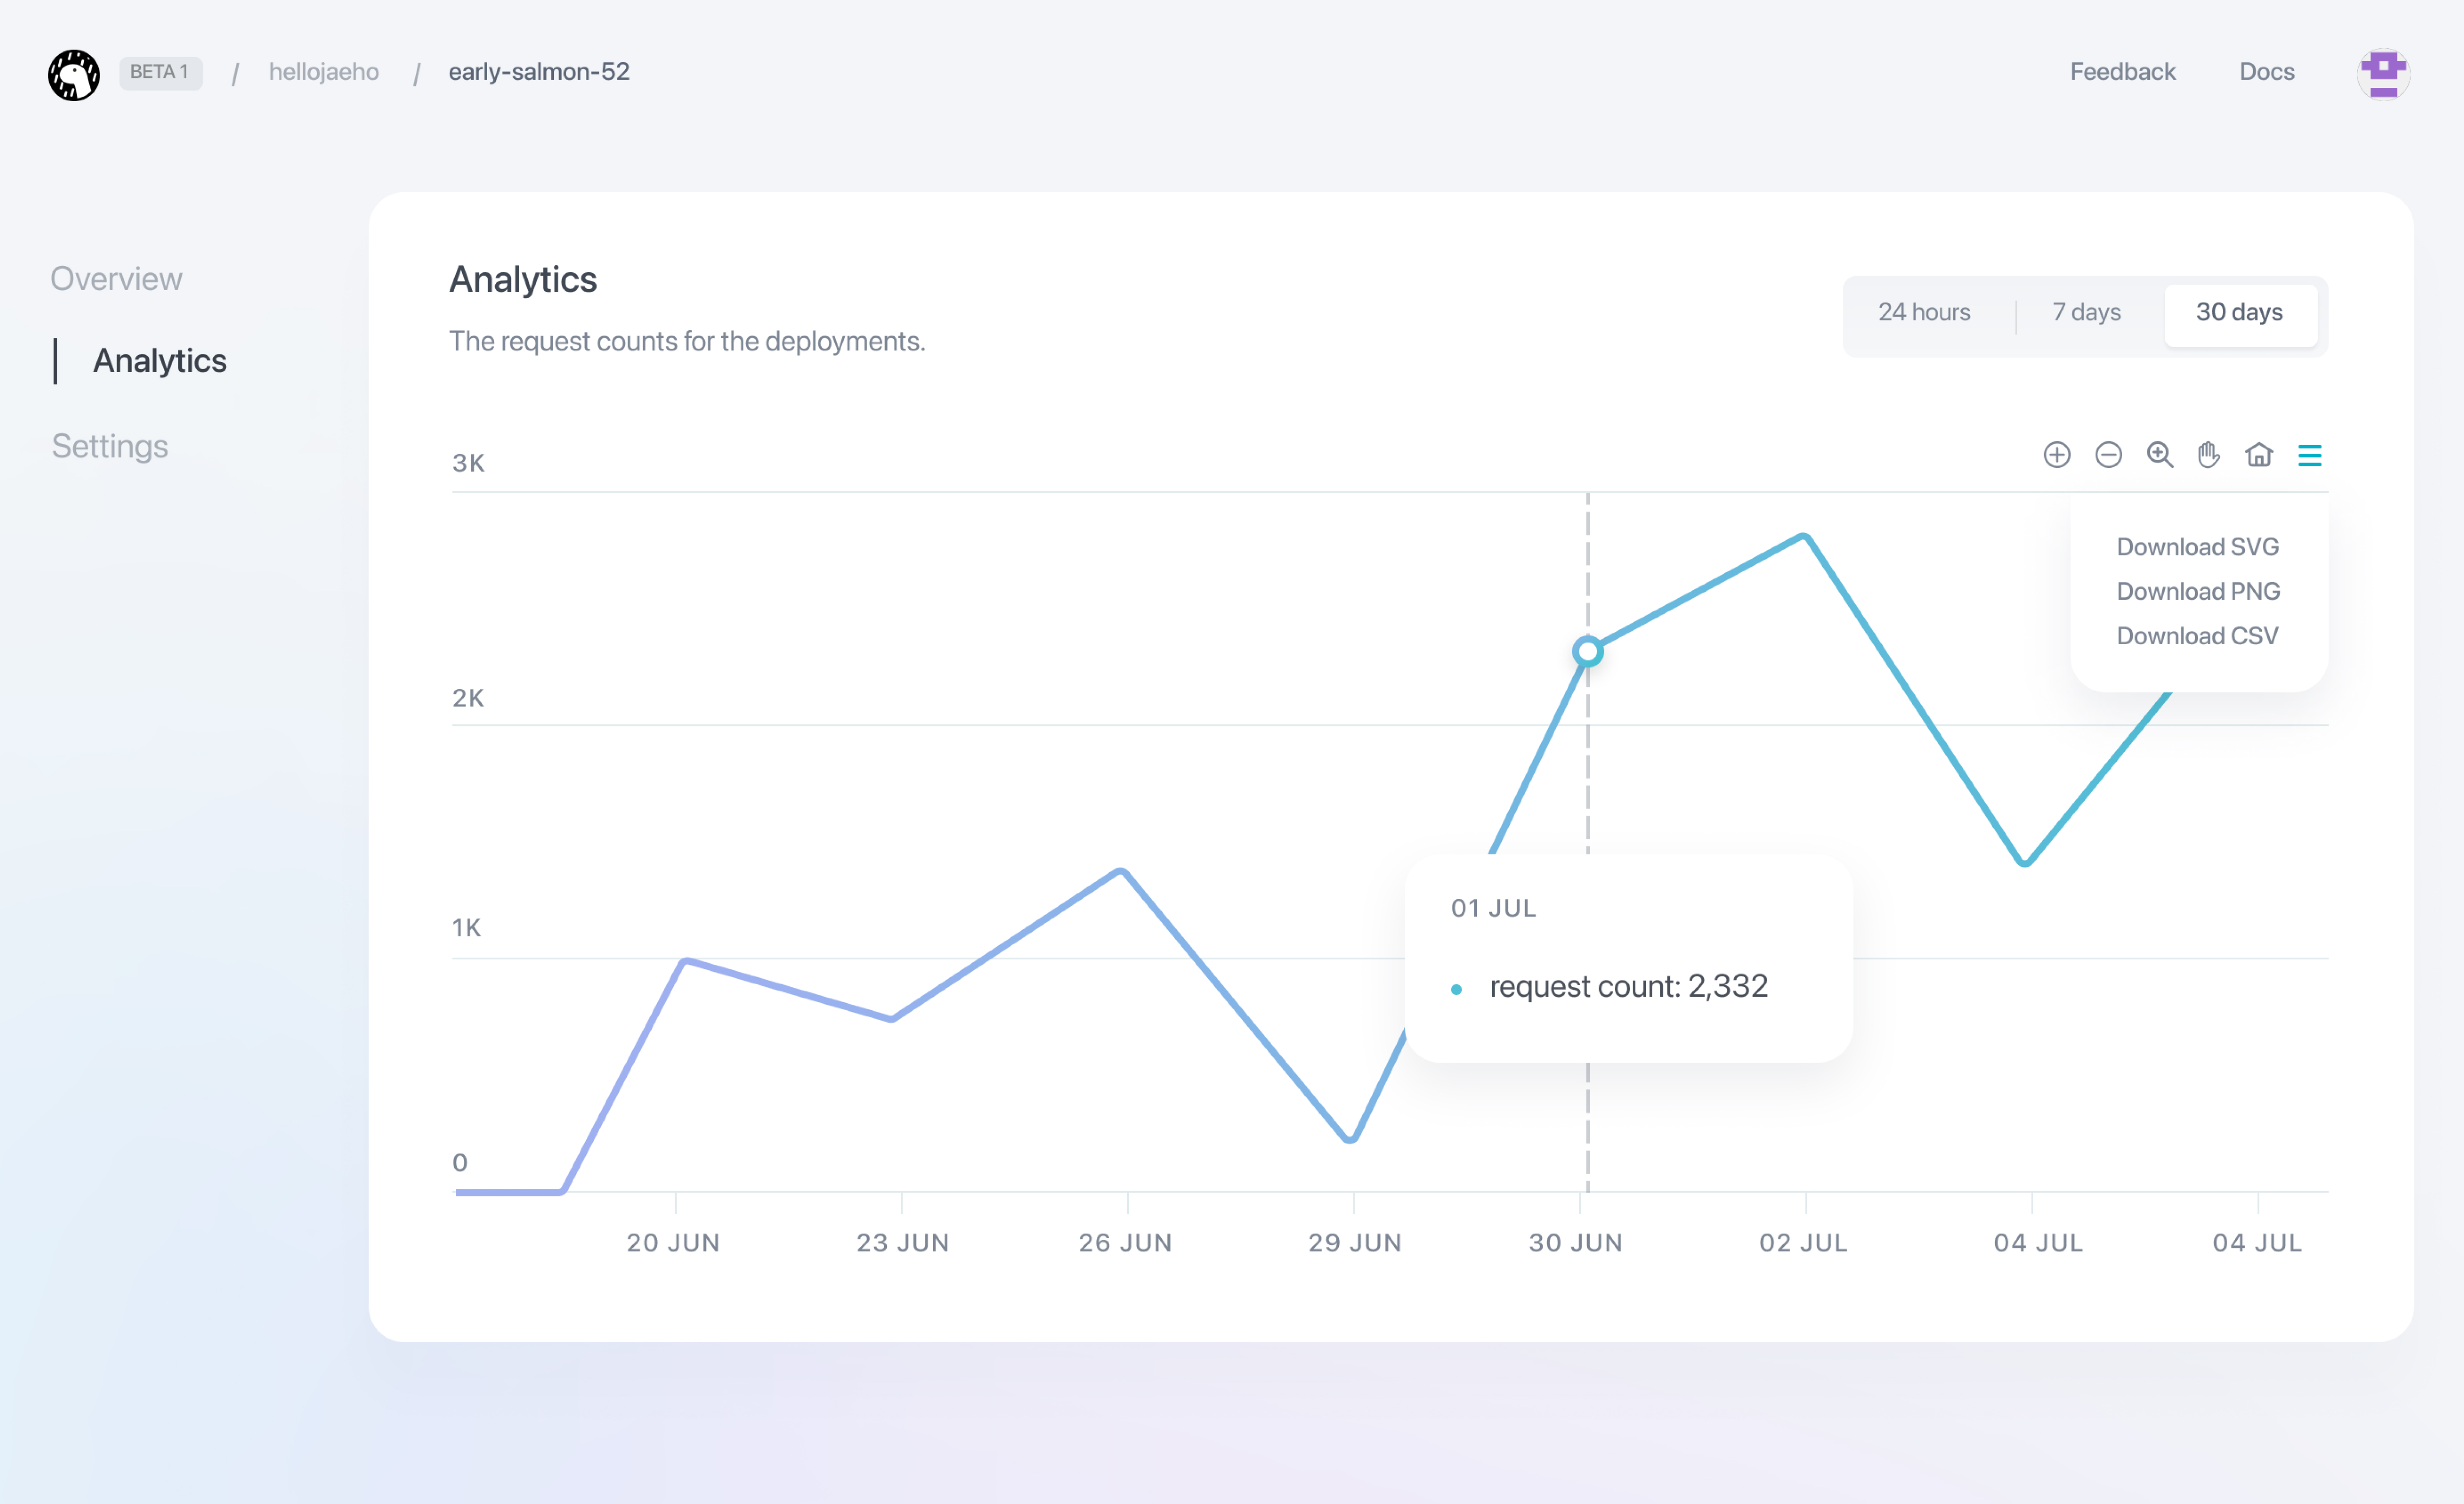 BETA 1 / hellojaeho / early-salmon-52
Feedback
Docs
Overview
Analytics
Settings
Analytics
The request counts for the deployments.
24 hours
7 days
30 days
3K
2K
1K
0
Download SVG
Download PNG
Download CSV
01 JUL
request count: 2,332
20 JUN
23 JUN
26 JUN
29 JUN
30 JUN
02 JUL
04 JUL
04 JUL